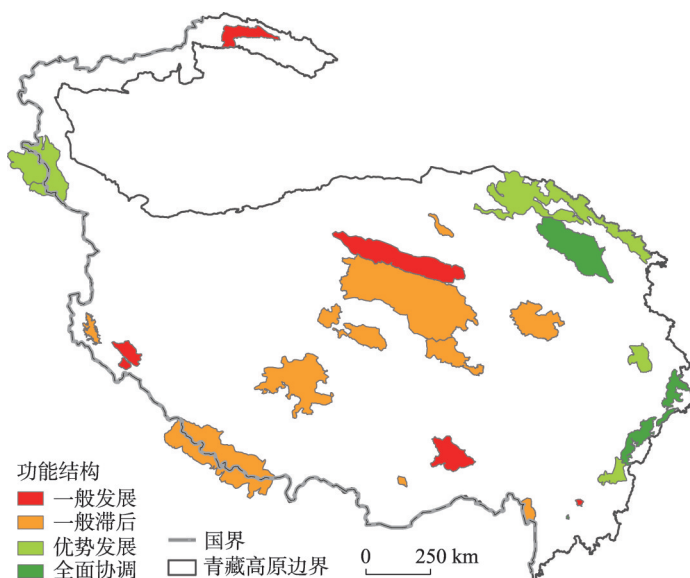 功能结构
一般发展
一般滞后
优势发展
全面协调
国界
青藏高原边界
0 250 km